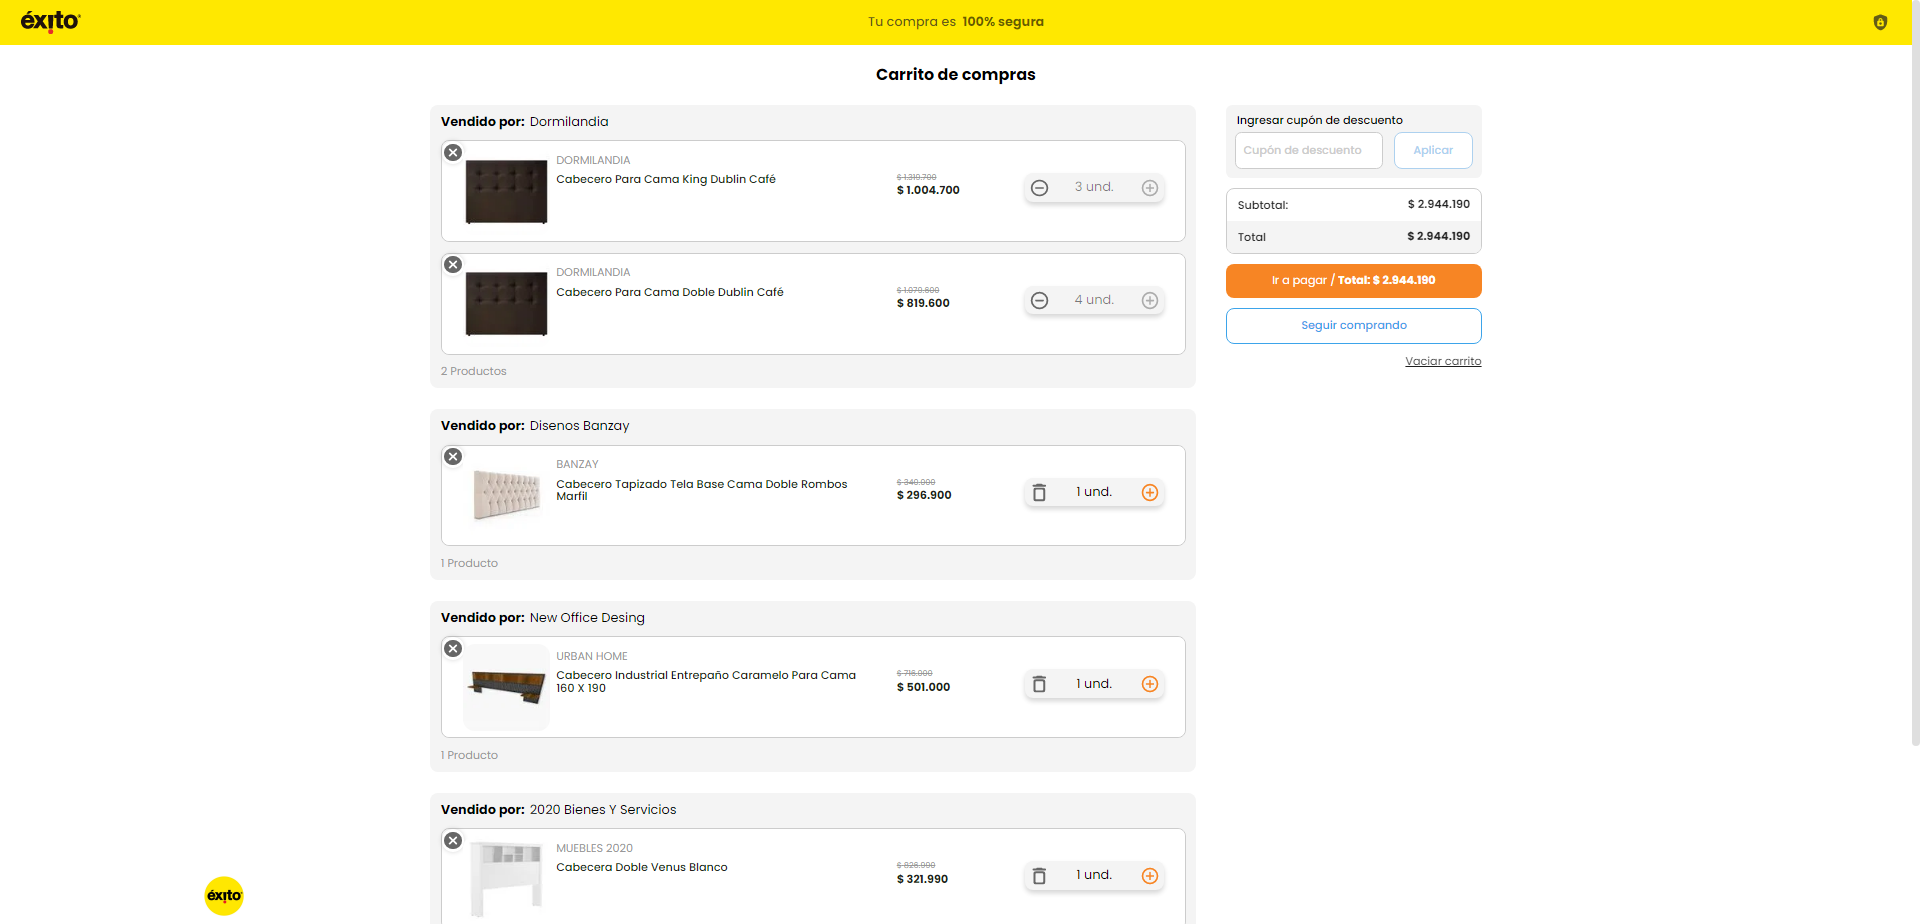 éxito
Tu compra es 100% segura
Carrito de compras
Vendido por: Dormilandia
DORMILANDIA
Cabecero Para Cama King Dublin Café
$ 1.319.700
$ 1.004.700
3 und.
DORMILANDIA
Cabecero Para Cama Doble Dublin Café
$ 1.079.600
$ 819.600
4 und.
2 Productos
Vendido por: Disenos Banzay
BANZAY
Cabecero Tapizado Tela Base Cama Doble Rombos
Marfil
$ 340.900
$ 296.900
1 und.
1 Producto
Vendido por: New Office Desing
URBAN HOME
Cabecero Industrial Entrepaño Caramelo Para Cama
160 X 190
$ 501.000
1 und.
1 Producto
Vendido por: 2020 Bienes Y Servicios
MUEBLES 2020
Cabecera Doble Venus Blanco
$ 321.990
1 und.
Ingresar cupón de descuento
Cupón de descuento
Aplicar
Subtotal: $ 2.944.190
Total $ 2.944.190
Ir a pagar / Total: $ 2.944.190
Seguir comprando
Vaciar carrito
éxito